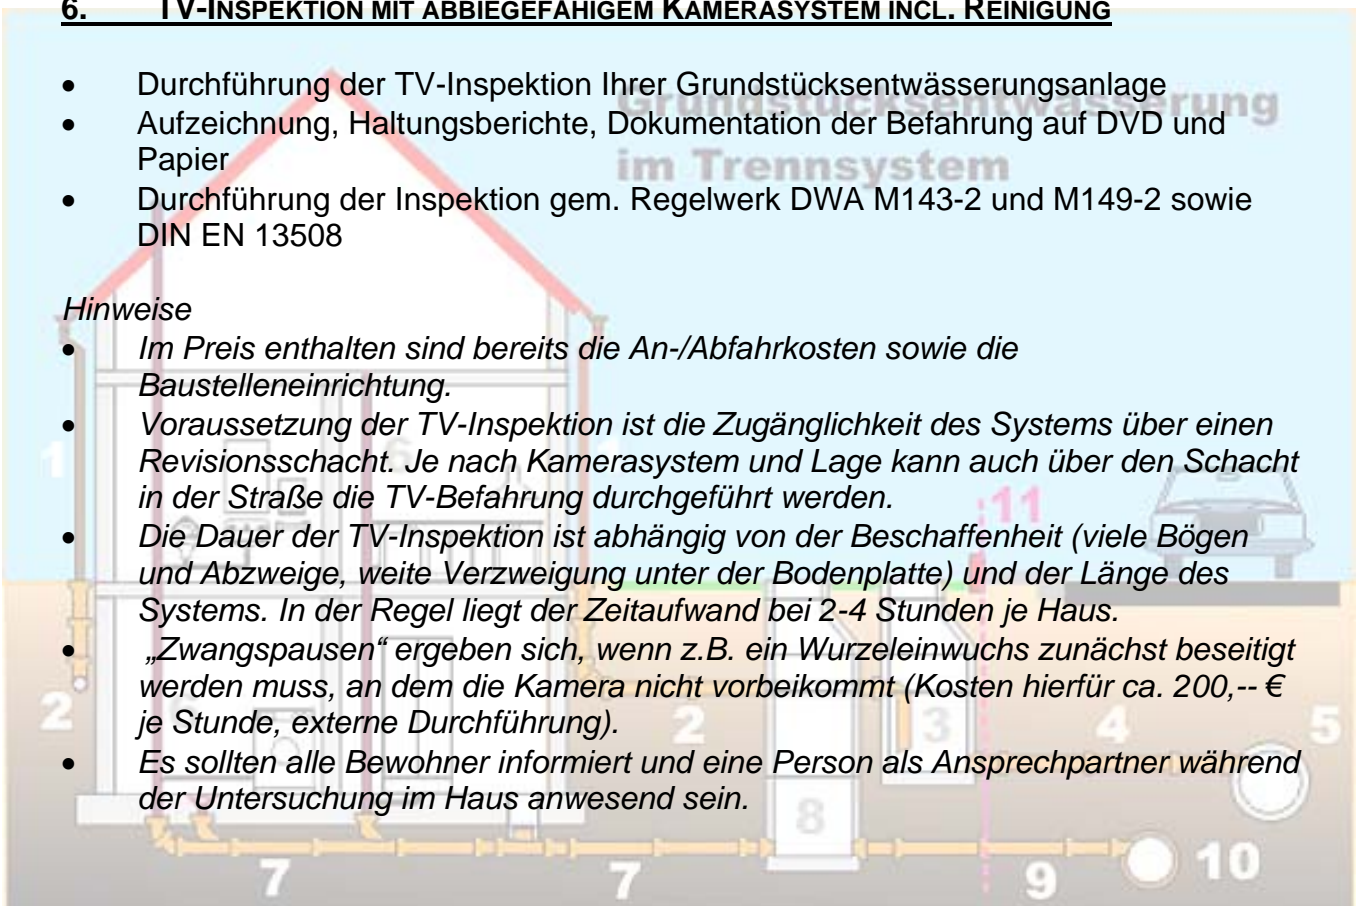 6. TV-INSPEKTION MIT ABBIEGEFÄHIGEM KAMERASYSTEM INCL. REINIGUNG
• Durchführung der TV-Inspektion Ihrer Grundstücksentwässerungsanlage
• Aufzeichnung, Haltungsberichte, Dokumentation der Befahrung auf DVD und
Papier
• Durchführung der Inspektion gem. Regelwerk DWA M143-2 und M149-2 sowie
DIN EN 13508
Grundstücksentwässerung
im Trennsystem
Hinweise
• Im Preis enthalten sind bereits die An-/Abfahrkosten sowie die
Baustelleneinrichtung.
• Voraussetzung der TV-Inspektion ist die Zugänglichkeit des Systems über einen
Revisionsschacht. Je nach Kamerasystem und Lage kann auch über den Schacht
in der Straße die TV-Befahrung durchgeführt werden.
• Die Dauer der TV-Inspektion ist abhängig von der Beschaffenheit (viele Bögen
und Abzweige, weite Verzweigung unter der Bodenplatte) und der Länge des
Systems. In der Regel liegt der Zeitaufwand bei 2-4 Stunden je Haus.
• „Zwangspausen“ ergeben sich, wenn z.B. ein Wurzeleinwuchs zunächst beseitigt
werden muss, an dem die Kamera nicht vorbeikommt (Kosten hierfür ca. 200,-- €
je Stunde, externe Durchführung).
• Es sollten alle Bewohner informiert und eine Person als Ansprechpartner während
der Untersuchung im Haus anwesend sein.
1 6 1
11
2 2 3 4 5
8
7 7 9 10